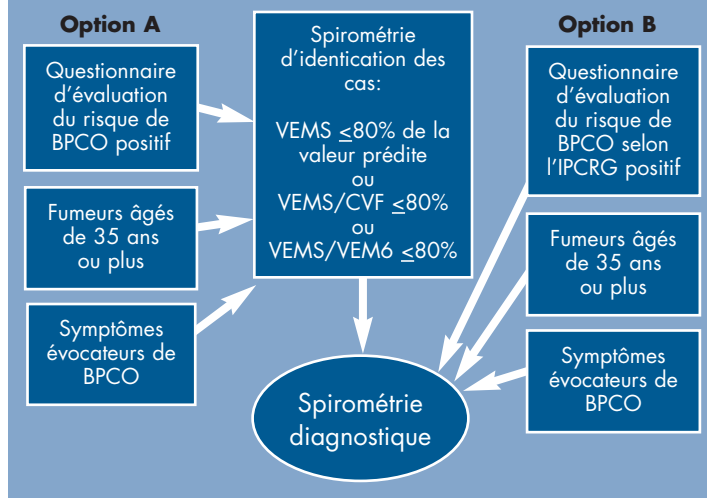 Option A
Questionnaire
d'évaluation
du risque de
BPCO positif
Fumeurs âgés
de 35 ans
ou plus
Symptômes
évocateurs de
BPCO
Spirométrie
d'identication des
cas:
VEMS ≤80% de la
valeur prédite
ou
VEMS/CVF ≤80%
ou
VEMS/VEM6 ≤80%
Spirométrie
diagnostique
Option B
Questionnaire
d'évaluation
du risque de
BPCO selon
l'IPCRG positif
Fumeurs âgés
de 35 ans
ou plus
Symptômes
évocateurs de
BPCO